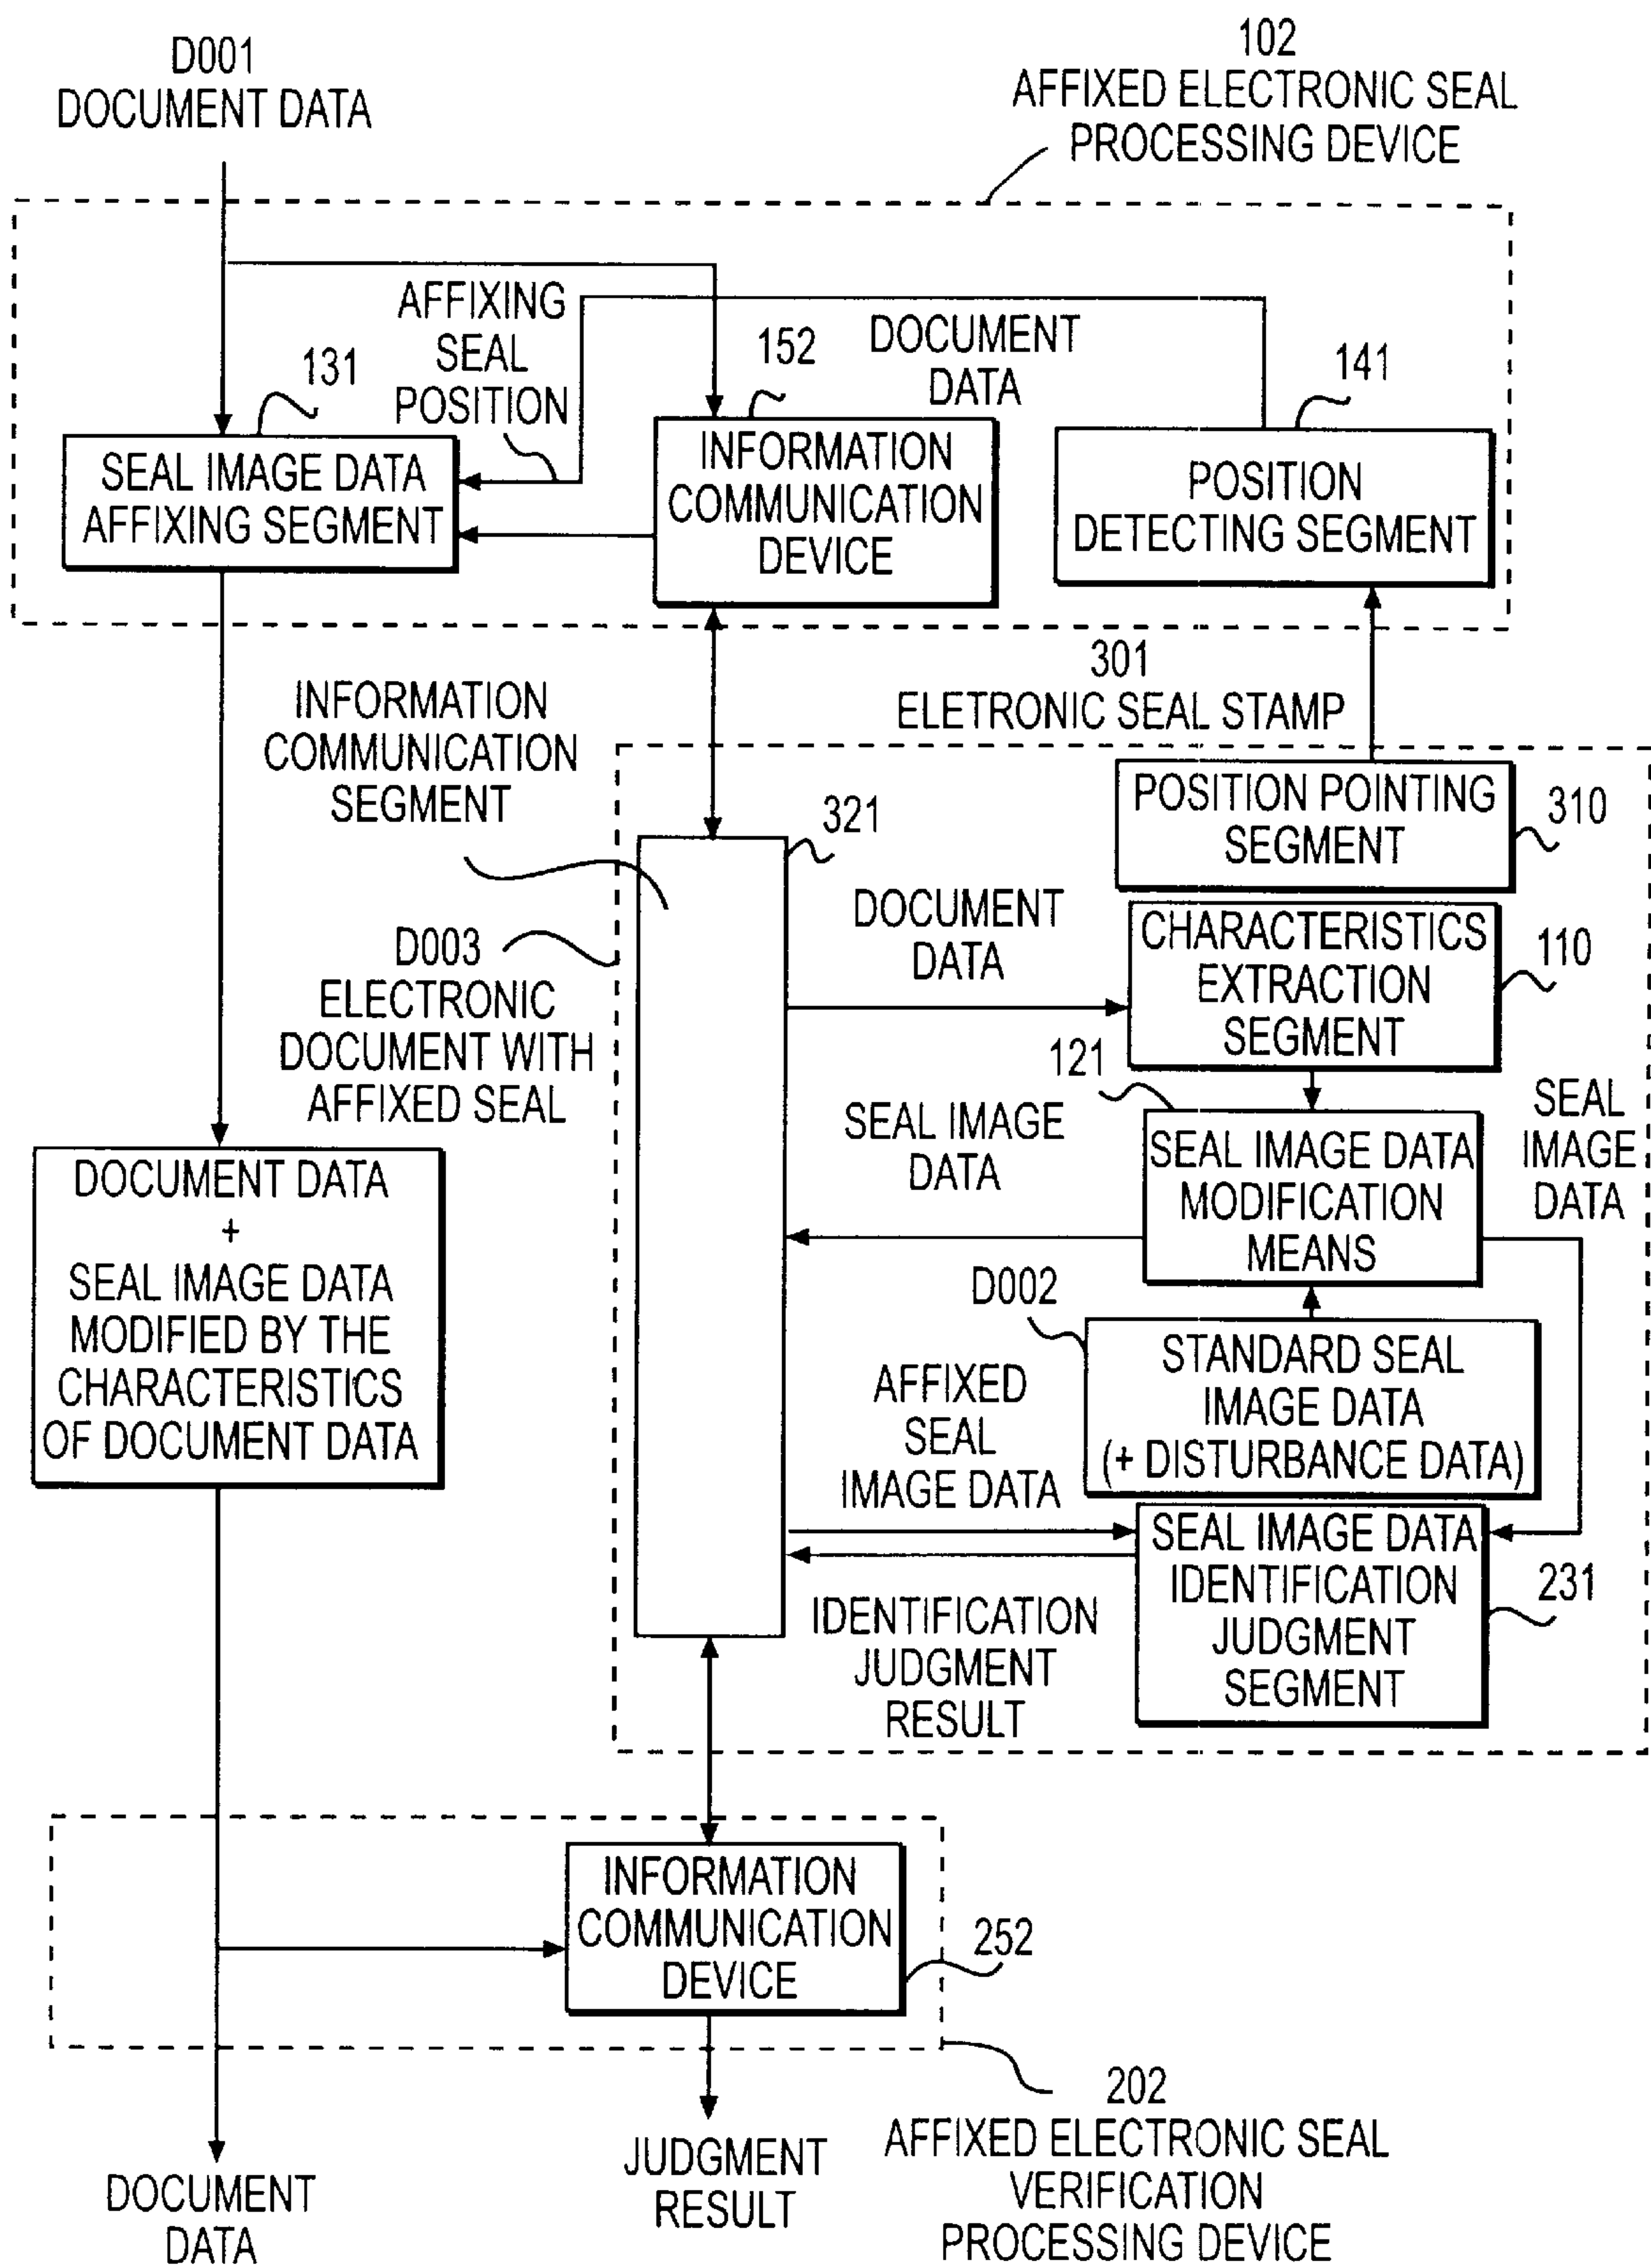 D001
DOCUMENT DATA
102
AFFIXED ELECTRONIC SEAL
PROCESSING DEVICE
AFFIXING
SEAL
POSITION
131
152
DOCUMENT
DATA
141
SEAL IMAGE DATA
AFFIXING SEGMENT
INFORMATION
COMMUNICATION
DEVICE
POSITION
DETECTING SEGMENT
301
ELETRONIC SEAL STAMP
INFORMATION
COMMUNICATION
SEGMENT
321
POSITION POINTING
SEGMENT
310
DOCUMENT
DATA
CHARACTERISTICS
EXTRACTION
SEGMENT
110
D003
ELECTRONIC
DOCUMENT WITH
AFFIXED SEAL
121
SEAL IMAGE
DATA
SEAL IMAGE DATA
MODIFICATION
MEANS
SEAL
IMAGE
DATA
DOCUMENT DATA
+
SEAL IMAGE DATA
MODIFIED BY THE
CHARACTERISTICS
OF DOCUMENT DATA
D002
STANDARD SEAL
IMAGE DATA
(+ DISTURBANCE DATA)
AFFIXED
SEAL
IMAGE DATA
SEAL IMAGE DATA
IDENTIFICATION
JUDGMENT
SEGMENT
231
IDENTIFICATION
JUDGMENT
RESULT
INFORMATION
COMMUNICATION
DEVICE
252
202
AFFIXED ELECTRONIC SEAL
VERIFICATION
PROCESSING DEVICE
JUDGMENT
RESULT
DOCUMENT
DATA